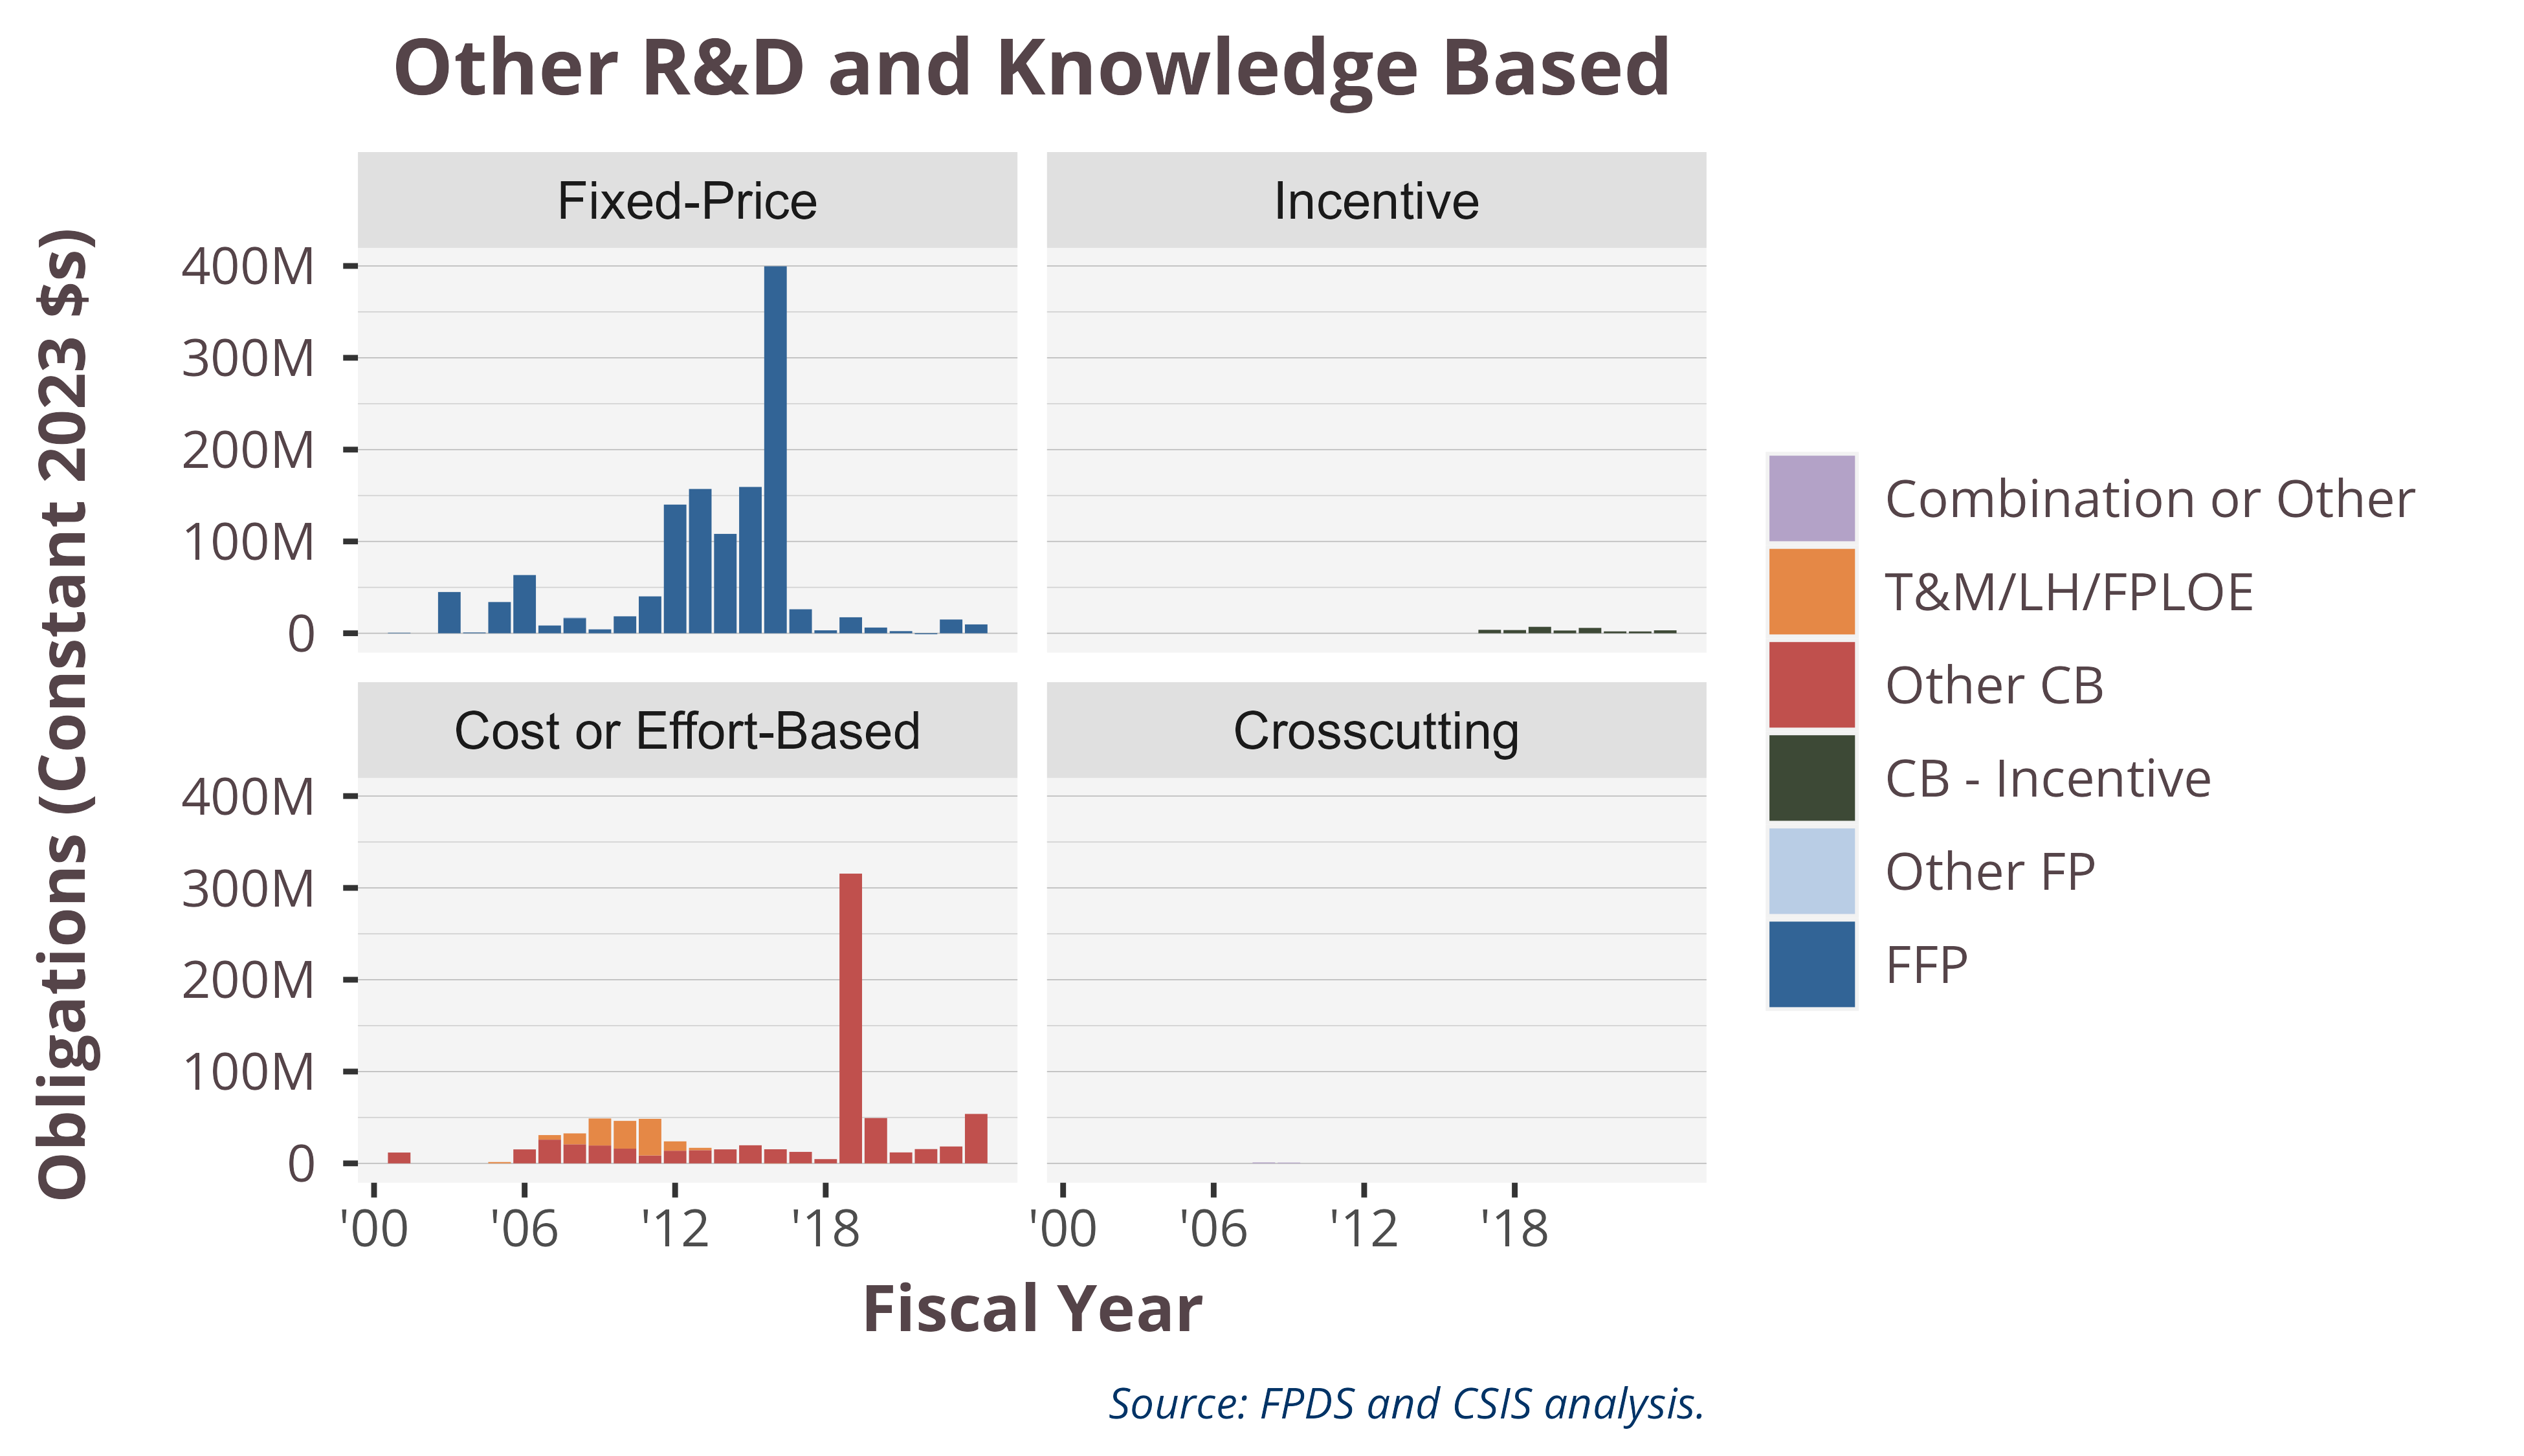 Other R&D and Knowledge Based
Obligations (Constant 2023 $s)
Fixed-Price
Incentive
400M
300M
200M
100M
0
Cost or Effort-Based
Crosscutting
400M
300M
200M
100M
0
'00 '06 '12 '18
'00 '06 '12 '18
Fiscal Year
Combination or Other
T&M/LH/FPLOE
Other CB
CB - Incentive
Other FP
FFP
Source: FPDS and CSIS analysis.